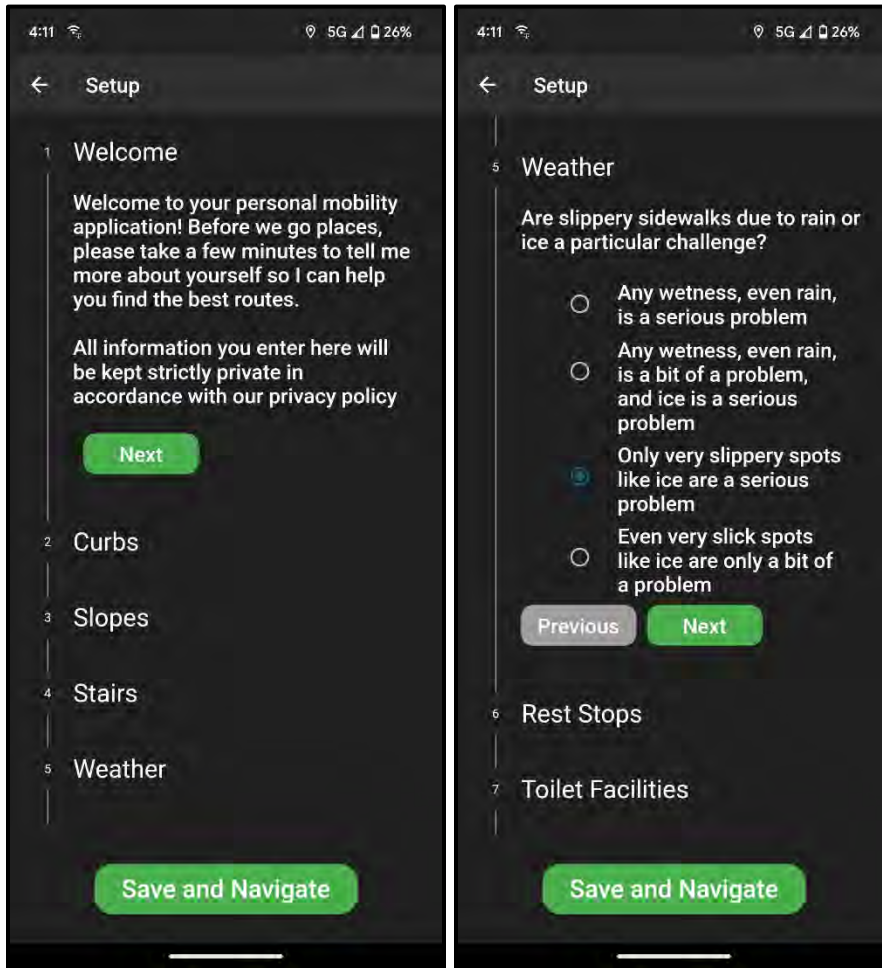 4:11 5G 26%
Setup
1 Welcome
Welcome to your personal mobility
application! Before we go places,
please take a few minutes to tell me
more about yourself so I can help
you find the best routes.
All information you enter here will
be kept strictly private in
accordance with our privacy policy
Next
2 Curbs
3 Slopes
4 Stairs
5 Weather
Save and Navigate
4:11 5G 26%
Setup
5 Weather
Are slippery sidewalks due to rain or
ice a particular challenge?
Any wetness, even rain,
is a serious problem
Any wetness, even rain,
is a bit of a problem,
and ice is a serious
problem
Only very slippery spots
like ice are a serious
problem
Even very slick spots
like ice are only a bit of
a problem
Previous Next
6 Rest Stops
7 Toilet Facilities
Save and Navigate